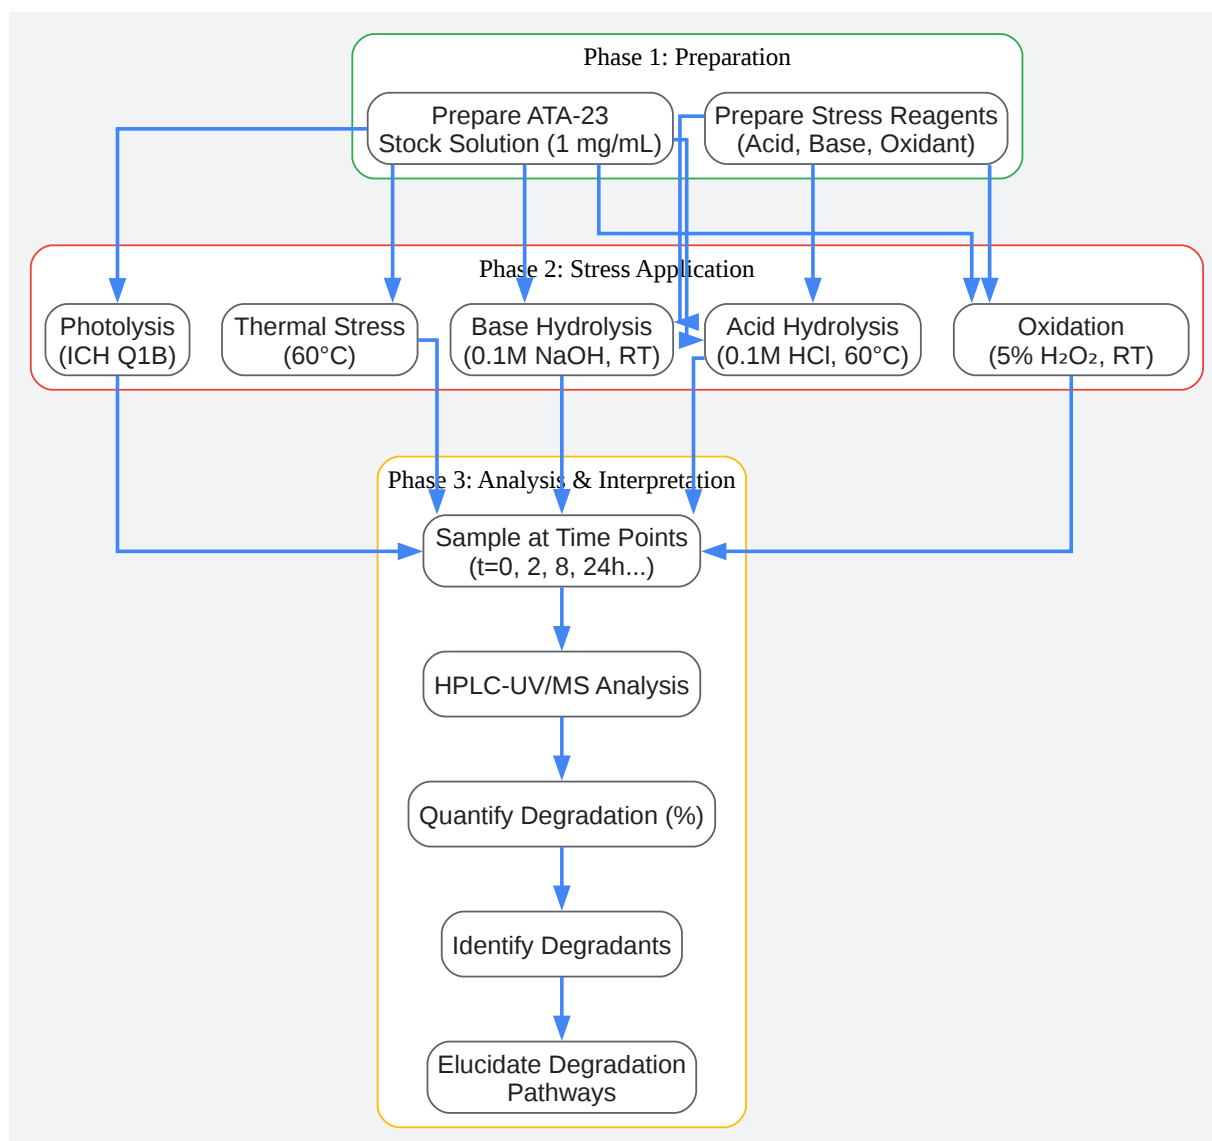 Phase 1: Preparation
Prepare ATA-23
Stock Solution (1 mg/mL)
Prepare Stress Reagents
(Acid, Base, Oxidant)
Phase 2: Stress Application
Photolysis
(ICH Q1B)
Thermal Stress
(60°C)
Base Hydrolysis
(0.1M NaOH, RT)
Acid Hydrolysis
(0.1M HCl, 60°C)
Oxidation
(5% H₂O₂, RT)
Phase 3: Analysis & Interpretation
Sample at Time Points
(t=0, 2, 8, 24h...)
HPLC-UV/MS Analysis
Quantify Degradation (%)
Identify Degradants
Elucidate Degradation
Pathways